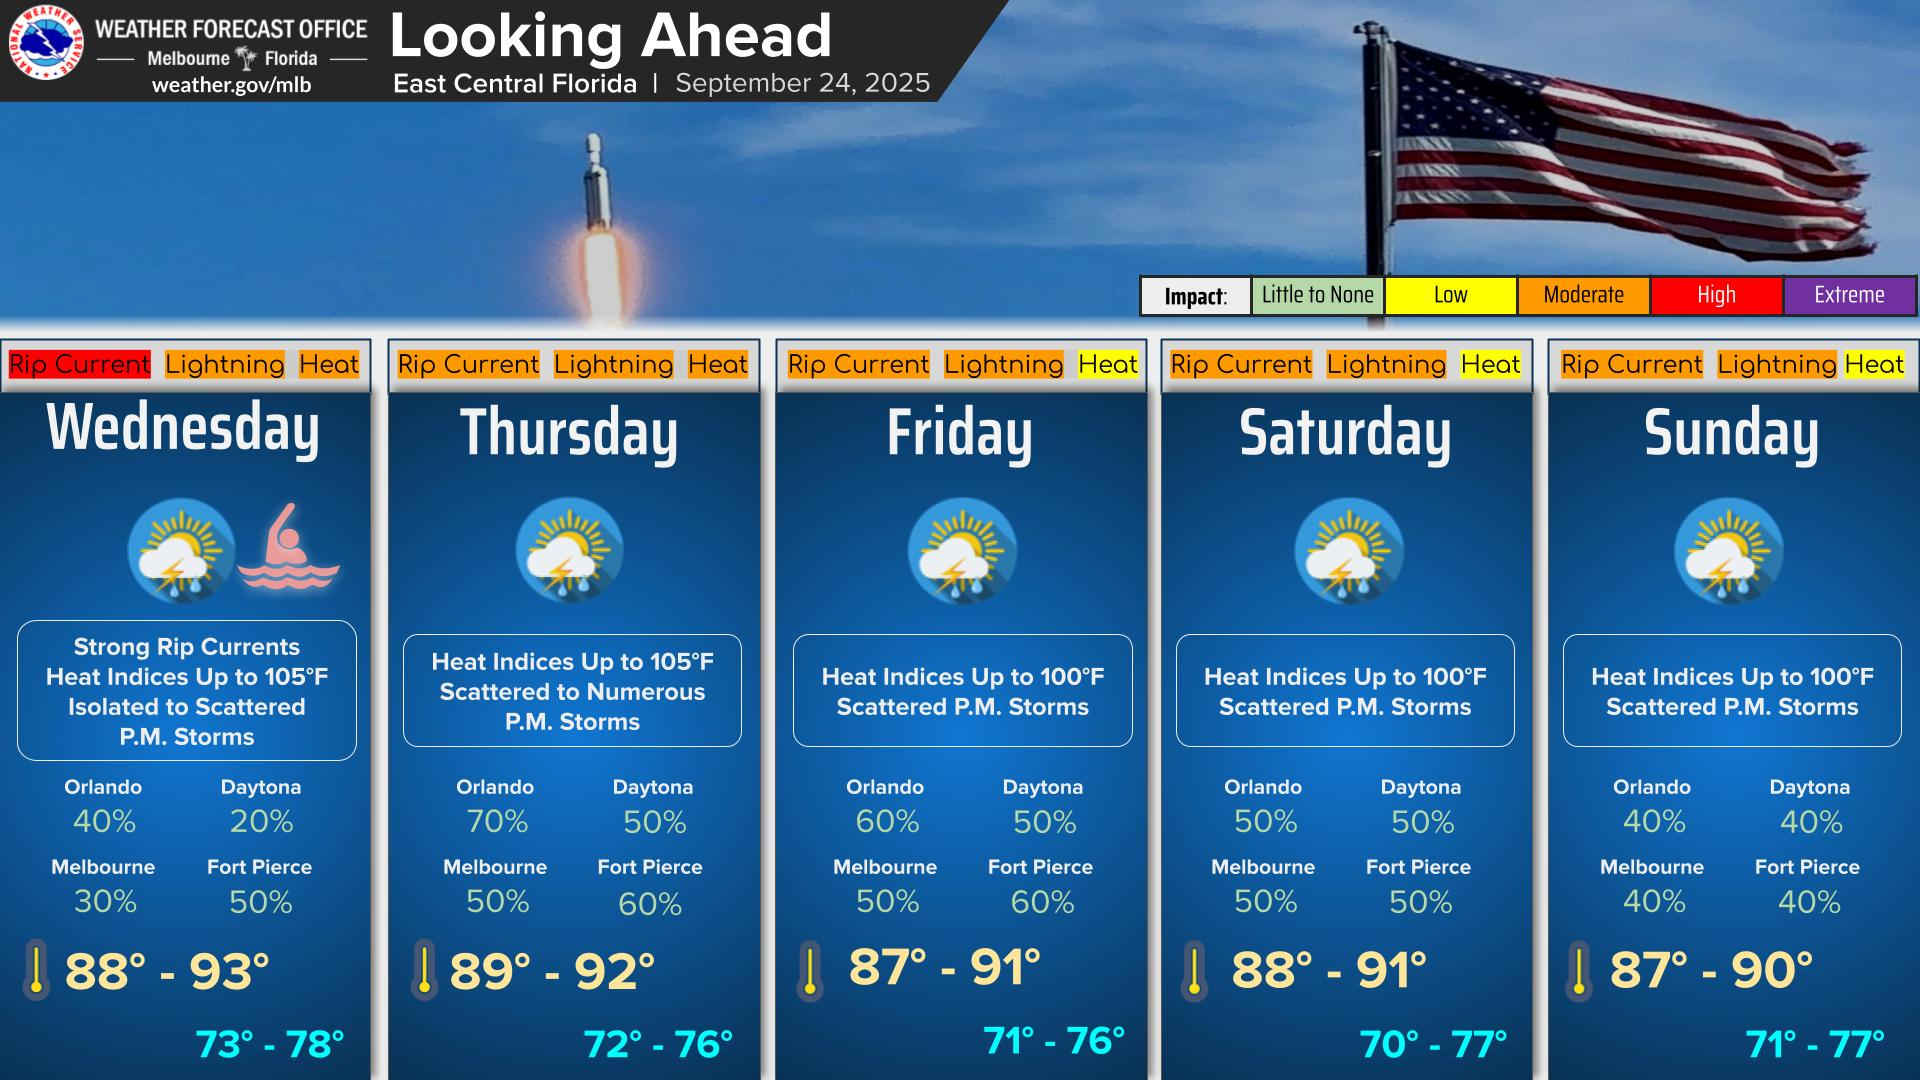 NATIONAL WEATHER SERVICE
WEATHER FORECAST OFFICE
Melbourne Florida
weather.gov/mlb
Looking Ahead
East Central Florida | September 24, 2025
Impact: Little to None Low Moderate High Extreme
Rip Current Lightning Heat
Wednesday
Strong Rip Currents
Heat Indices Up to 105°F
Isolated to Scattered
P.M. Storms
Orlando Daytona
40% 20%
Melbourne Fort Pierce
30% 50%
88° - 93°
73° - 78°
Rip Current Lightning Heat
Thursday
Heat Indices Up to 105°F
Scattered to Numerous
P.M. Storms
Orlando Daytona
70% 50%
Melbourne Fort Pierce
50% 60%
89° - 92°
72° - 76°
Rip Current Lightning Heat
Friday
Heat Indices Up to 100°F
Scattered P.M. Storms
Orlando Daytona
60% 50%
Melbourne Fort Pierce
50% 60%
87° - 91°
71° - 76°
Rip Current Lightning Heat
Saturday
Heat Indices Up to 100°F
Scattered P.M. Storms
Orlando Daytona
50% 50%
Melbourne Fort Pierce
50% 50%
88° - 91°
70° - 77°
Rip Current Lightning Heat
Sunday
Heat Indices Up to 100°F
Scattered P.M. Storms
Orlando Daytona
40% 40%
Melbourne Fort Pierce
40% 40%
87° - 90°
71° - 77°